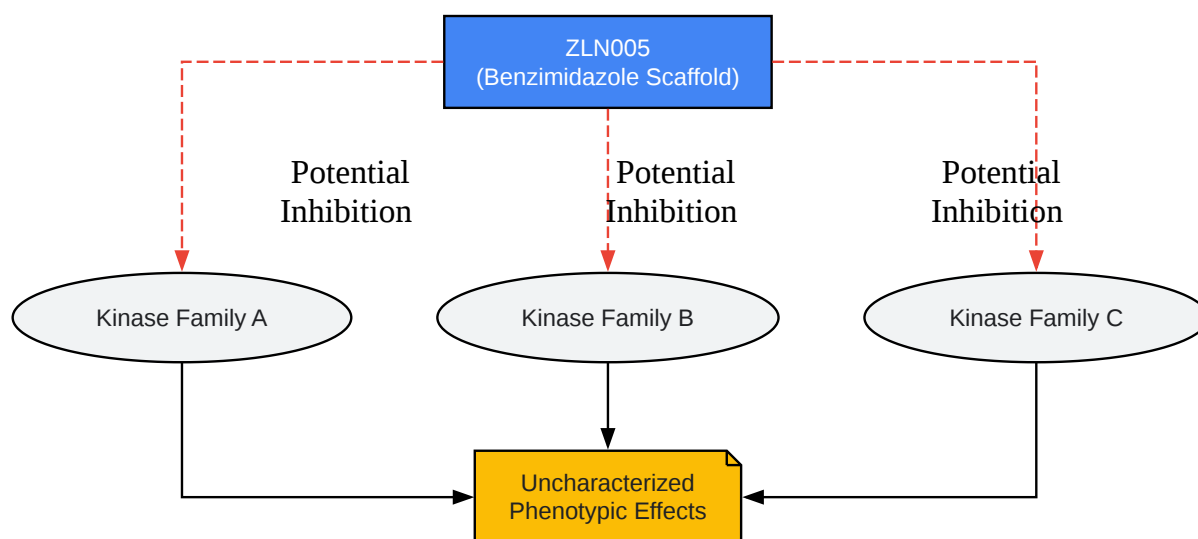 ZLN005
(Benzimidazole Scaffold)
Potential
Inhibition
Potential
Inhibition
Potential
Inhibition
Kinase Family A
Kinase Family B
Kinase Family C
Uncharacterized
Phenotypic Effects